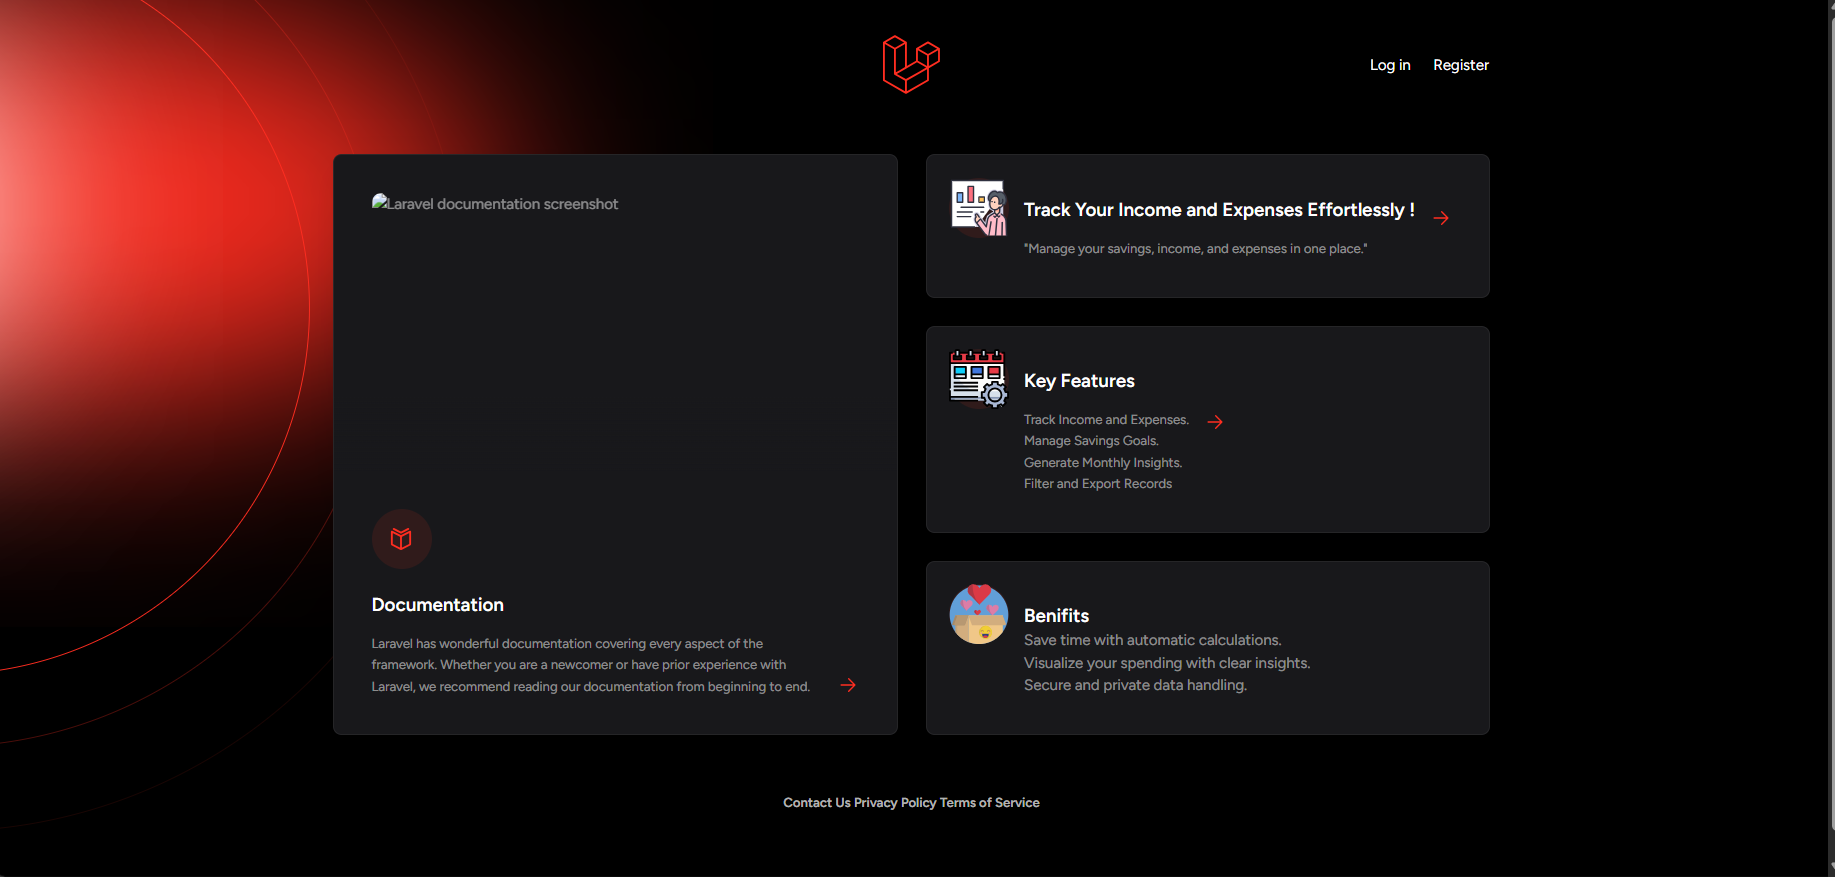 Log in Register
Laravel documentation screenshot
Documentation
Laravel has wonderful documentation covering every aspect of the
framework. Whether you are a newcomer or have prior experience with
Laravel, we recommend reading our documentation from beginning to end.
Track Your Income and Expenses Effortlessly !
"Manage your savings, income, and expenses in one place."
Key Features
Track Income and Expenses.
Manage Savings Goals.
Generate Monthly Insights.
Filter and Export Records
Benifits
Save time with automatic calculations.
Visualize your spending with clear insights.
Secure and private data handling.
Contact Us Privacy Policy Terms of Service